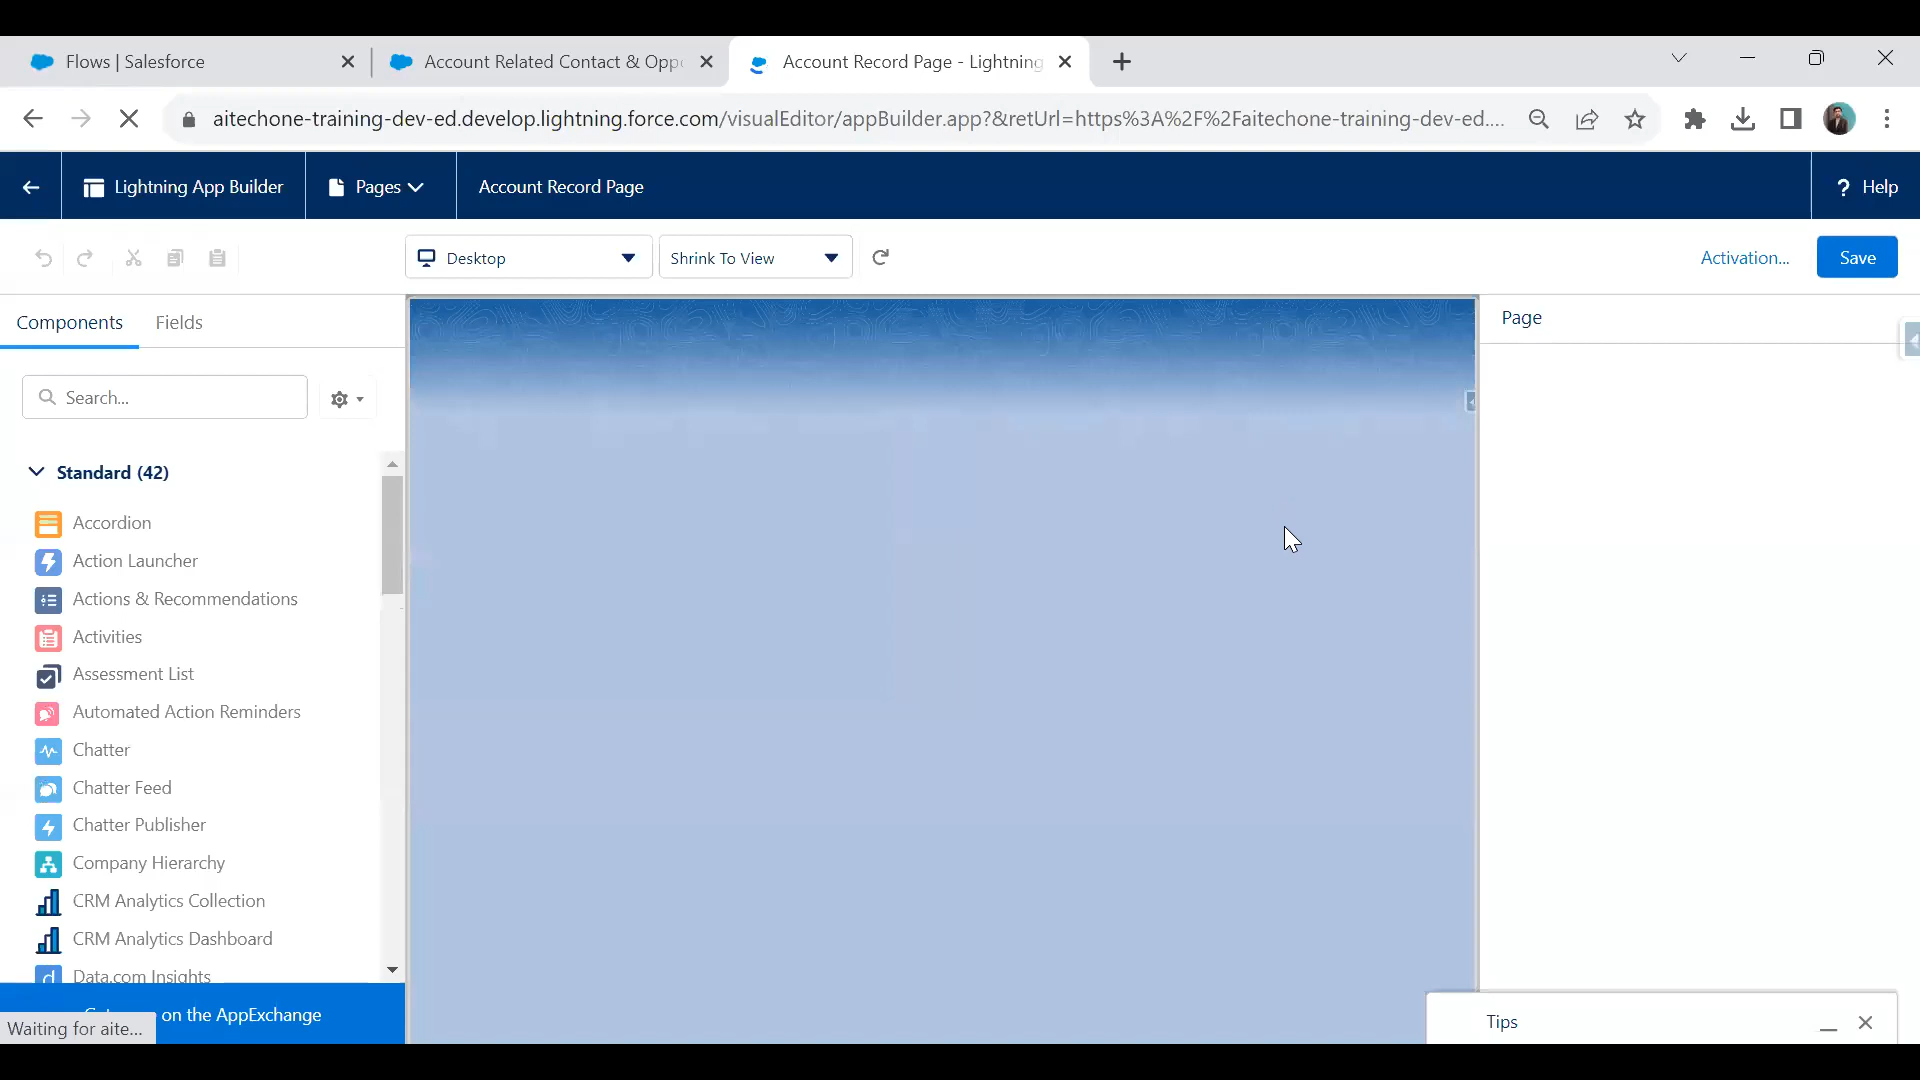 Flows | Salesforce
Account Related Contact & Opp
Account Record Page - Lightning
aitechone-training-dev-ed.develop.lightning.force.com/visualEditor/appBuilder.app?&retUrl=https%3A%2F%2Faitechone-training-dev-ed....
Lightning App Builder
Pages
Account Record Page
? Help
Desktop
Shrink To View
Activation...
Save
Components
Fields
Page
Search...
Standard (42)
Accordion
Action Launcher
Actions & Recommendations
Activities
Assessment List
Automated Action Reminders
Chatter
Chatter Feed
Chatter Publisher
Company Hierarchy
CRM Analytics Collection
CRM Analytics Dashboard
Data.com Insights
on the AppExchange
Waiting for aite...
Tips